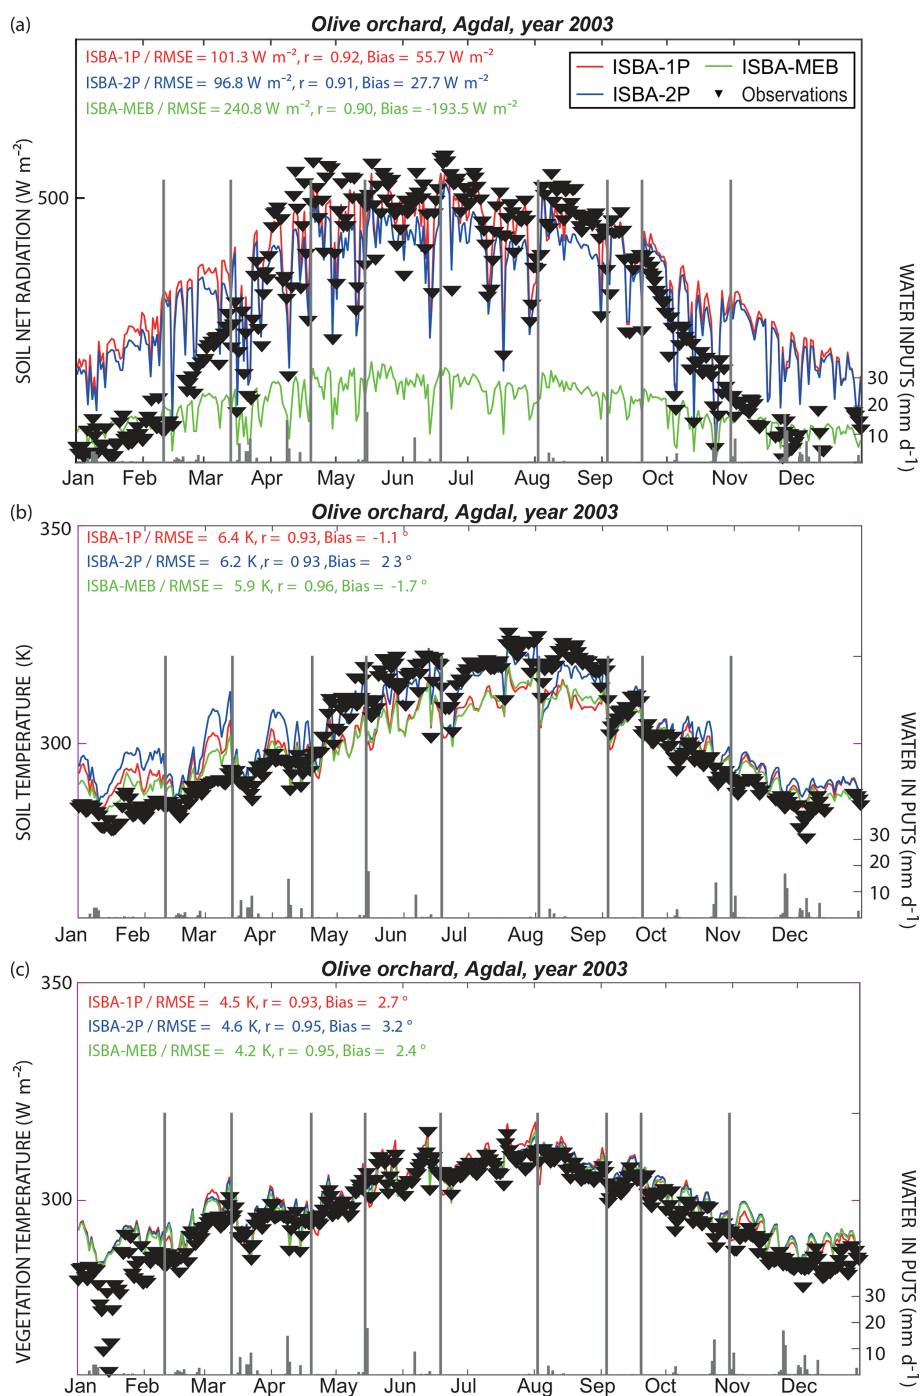 (a)
Olive orchard, Agdal, year 2003
ISBA-1P / RMSE = 101.3 W m⁻², r = 0.92, Bias = 55.7 W m⁻²
ISBA-2P / RMSE = 96.8 W m⁻², r = 0.91, Bias = 27.7 W m⁻²
ISBA-MEB / RMSE = 240.8 W m⁻², r = 0.90, Bias = -193.5 W m⁻²
ISBA-1P ISBA-MEB
ISBA-2P Observations
SOIL NET RADIATION (W m⁻²)
500
WATER INPUTS (mm d⁻¹)
30
20
10
Jan Feb Mar Apr May Jun Jul Aug Sep Oct Nov Dec
(b)
Olive orchard, Agdal, year 2003
350
ISBA-1P / RMSE = 6.4 K, r = 0.93, Bias = -1.1 °
ISBA-2P / RMSE = 6.2 K ,r = 0 93 ,Bias = 2 3 °
ISBA-MEB / RMSE = 5.9 K, r = 0.96, Bias = -1.7 °
SOIL TEMPERATURE (K)
300
WATER IN PUTS (mm d⁻¹)
30
20
10
Jan Feb Mar Apr May Jun Jul Aug Sep Oct Nov Dec
(c)
Olive orchard, Agdal, year 2003
350
ISBA-1P / RMSE = 4.5 K, r = 0.93, Bias = 2.7 °
ISBA-2P / RMSE = 4.6 K, r = 0.95, Bias = 3.2 °
ISBA-MEB / RMSE = 4.2 K, r = 0.95, Bias = 2.4 °
VEGETATION TEMPERATURE (W m⁻²)
300
WATER IN PUTS (mm d⁻¹)
30
20
10
Jan Feb Mar Apr May Jun Jul Aug Sep Oct Nov Dec